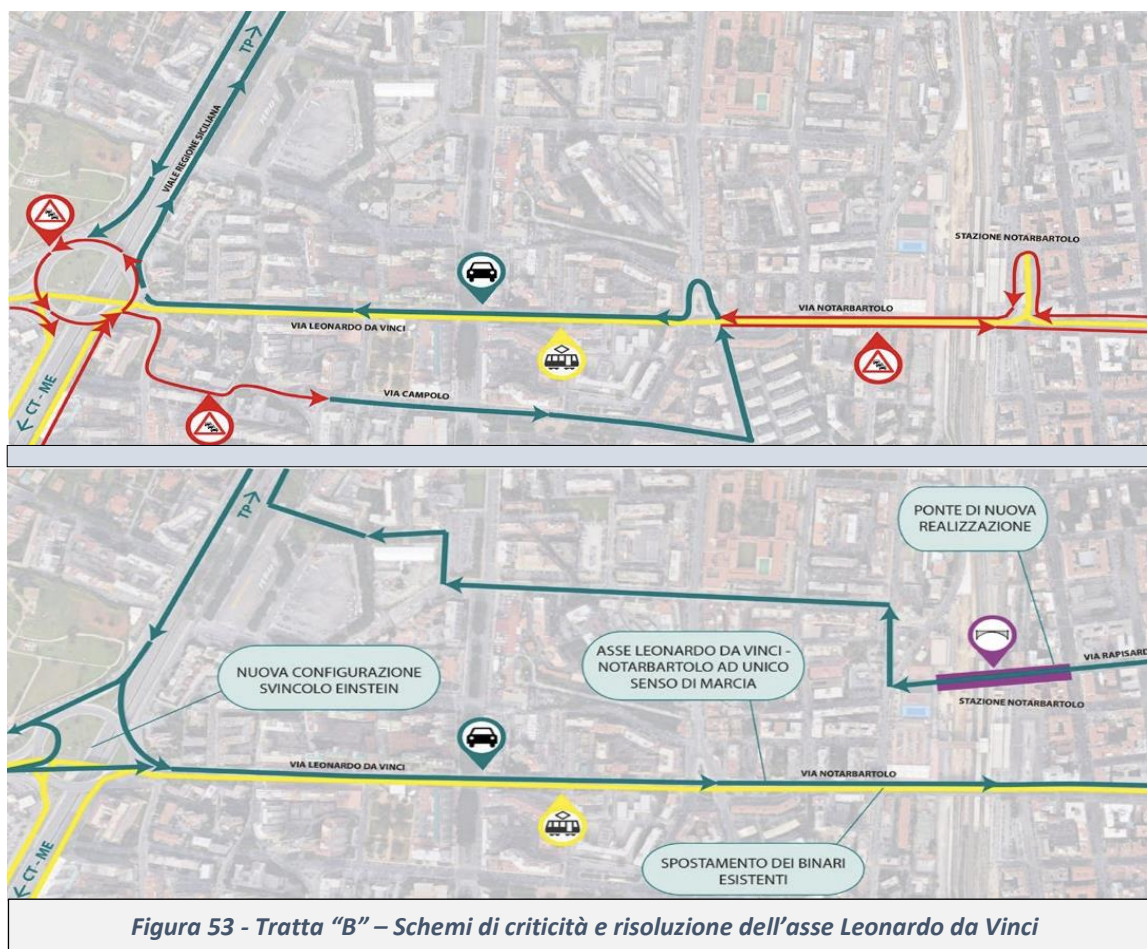 TP >
VIALE REGIONE SICILIANA
STAZIONE NOTARBARTOLO
VIA NOTARBARTOLO
VIA LEONARDO DA VINCI
VIA CAMPOLO
<- CT - ME
TP >
PONTE DI NUOVA
REALIZZAZIONE
ASSE LEONARDO DA VINCI -
NOTARBARTOLO AD UNICO
SENSO DI MARCIA
NUOVA CONFIGURAZIONE
SVINCOLO EINSTEIN
VIA RAPISARD
STAZIONE NOTARBARTOLO
VIA LEONARDO DA VINCI
VIA NOTARBARTOLO
SPOSTAMENTO DEI BINARI
ESISTENTI
<- CT - ME
Figura 53 - Tratta “B” – Schemi di criticità e risoluzione dell’asse Leonardo da Vinci